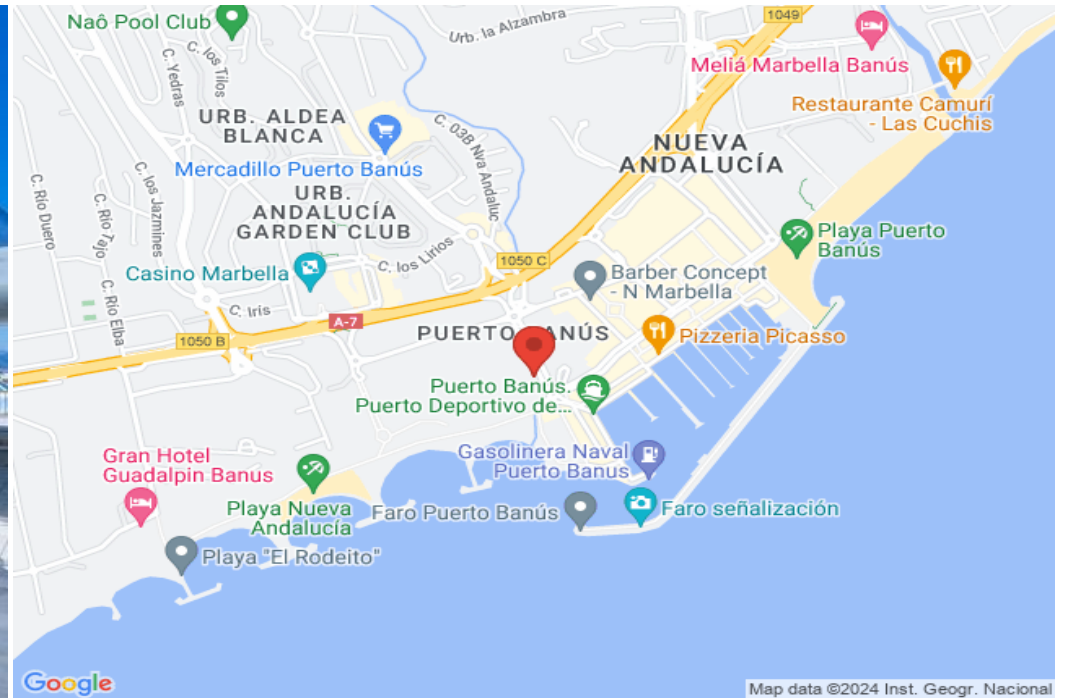 Naô Pool Club
Urb. la Alzambra
1049
Meliá Marbella Banús
C. Yedras
C. los Tilos
Restaurante Camurí
- Las Cuchis
URB. ALDEA
BLANCA
C. 03B Nva Andaluc
NUEVA
ANDALUCÍA
Mercadillo Puerto Banús
C. Río Duero
C. Río Tajo
C. los Jazmines
URB.
ANDALUCÍA
GARDEN CLUB
Playa Puerto
Banús
C. los Lirios
1050 C
Casino Marbella
Barber Concept
- N Marbella
C. Río Elba
C. Iris
A-7
1050 B
PUERTO BANÚS
Pizzeria Picasso
Puerto Banús.
Puerto Deportivo de...
Gran Hotel
Guadalpin Banus
Gasolinera Naval
Puerto Banus
Playa Nueva
Andalucía
Faro Puerto Banús
Faro señalización
Playa "El Rodeito"
Google
Map data ©2024 Inst. Geogr. Nacional